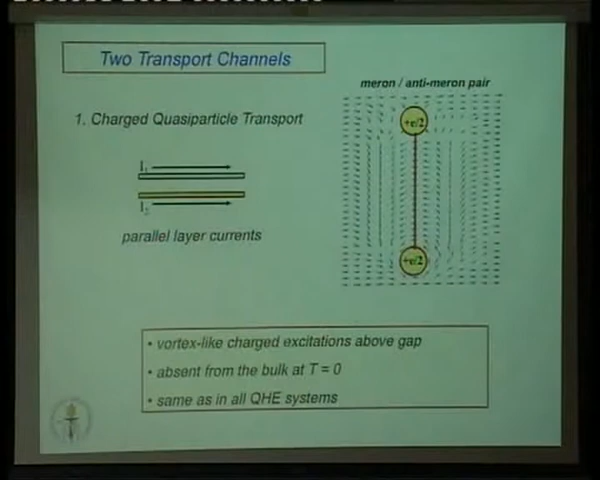 Two Transport Channels
meron / anti-meron pair
1. Charged Quasiparticle Transport
+e/2
I₁
I₂
parallel layer currents
+e/2
• vortex-like charged excitations above gap
• absent from the bulk at T = 0
• same as in all QHE systems